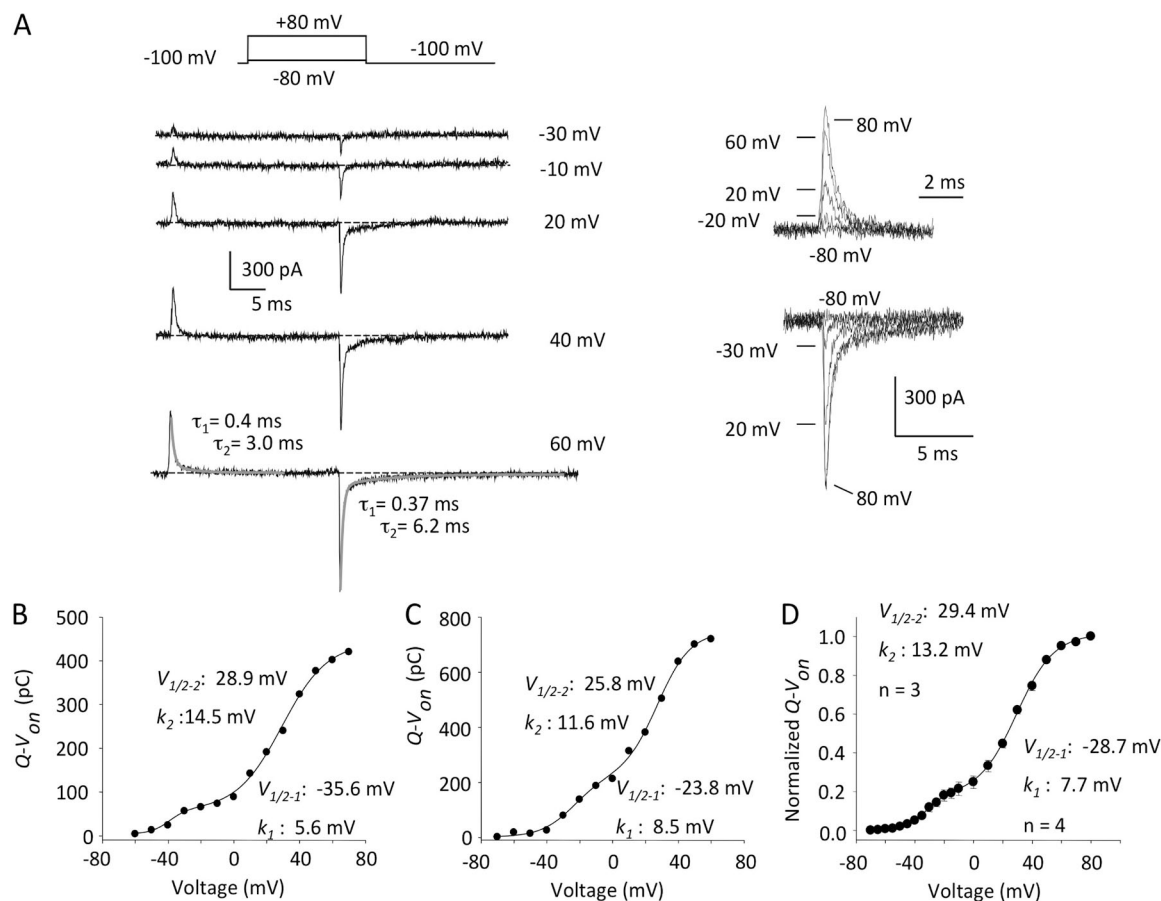 A
+80 mV
-100 mV
-100 mV
-80 mV
-30 mV
-10 mV
20 mV
300 pA
5 ms
40 mV
60 mV
τ1= 0.4 ms
τ2= 3.0 ms
τ1= 0.37 ms
τ2= 6.2 ms
80 mV
60 mV
20 mV
-20 mV
2 ms
-80 mV
-80 mV
-30 mV
20 mV
300 pA
5 ms
80 mV
B
500
400
300
200
100
0
Q-Von (pC)
V1/2-2: 28.9 mV
k2 :14.5 mV
V1/2-1: -35.6 mV
k1 : 5.6 mV
-80 -40 0 40 80
Voltage (mV)
C
800
600
400
200
0
Q-Von (pC)
V1/2-2: 25.8 mV
k2 : 11.6 mV
V1/2-1: -23.8 mV
k1 : 8.5 mV
-80 -40 0 40 80
Voltage (mV)
D
V1/2-2: 29.4 mV
k2 : 13.2 mV
n = 3
1.0
0.8
0.6
0.4
0.2
0.0
Normalized Q-Von
V1/2-1: -28.7 mV
k1 : 7.7 mV
n = 4
-80 -40 0 40 80
Voltage (mV)